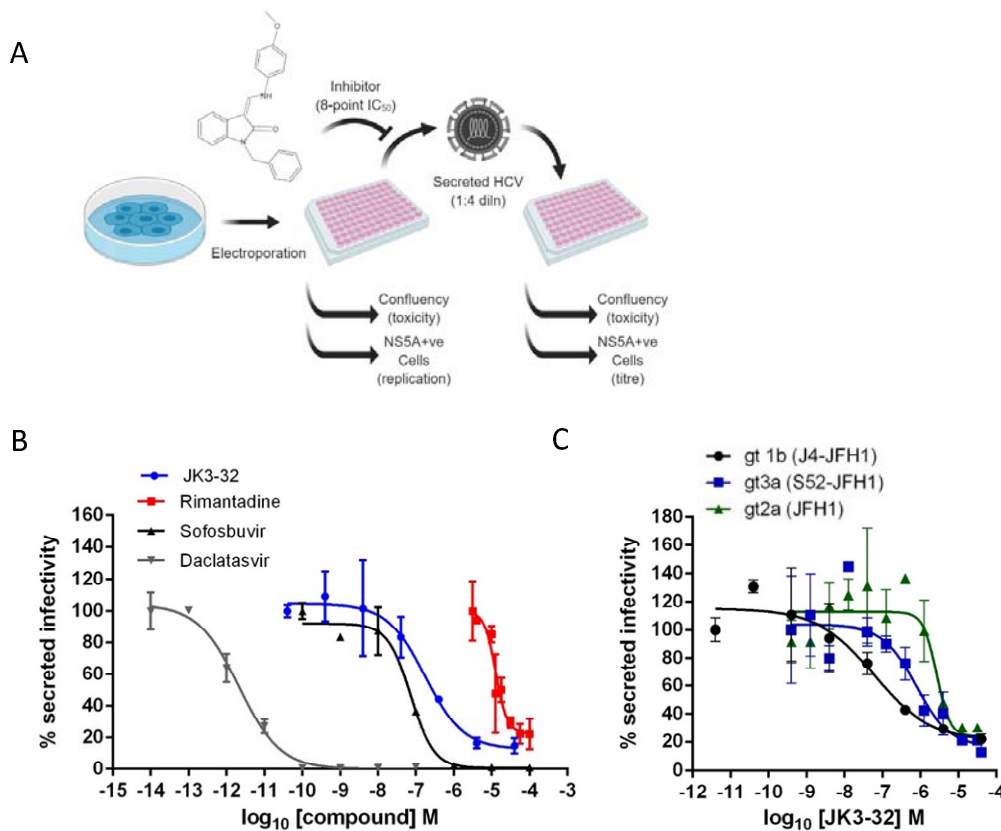 A
O
NH
O
N
Inhibitor
(8-point IC₅₀)
Secreted HCV
(1:4 diln)
Electroporation
Confluency
(toxicity)
NS5A+ve
Cells
(replication)
Confluency
(toxicity)
NS5A+ve
Cells
(titre)
B
JK3-32
Rimantadine
Sofosbuvir
Daclatasvir
160
140
120
100
80
60
40
20
0
% secreted infectivity
-15 -14 -13 -12 -11 -10 -9 -8 -7 -6 -5 -4 -3
log₁₀ [compound] M
C
gt 1b (J4-JFH1)
gt3a (S52-JFH1)
gt2a (JFH1)
180
160
140
120
100
80
60
40
20
0
% secreted infectivity
-12 -11 -10 -9 -8 -7 -6 -5 -4
log₁₀ [JK3-32] M